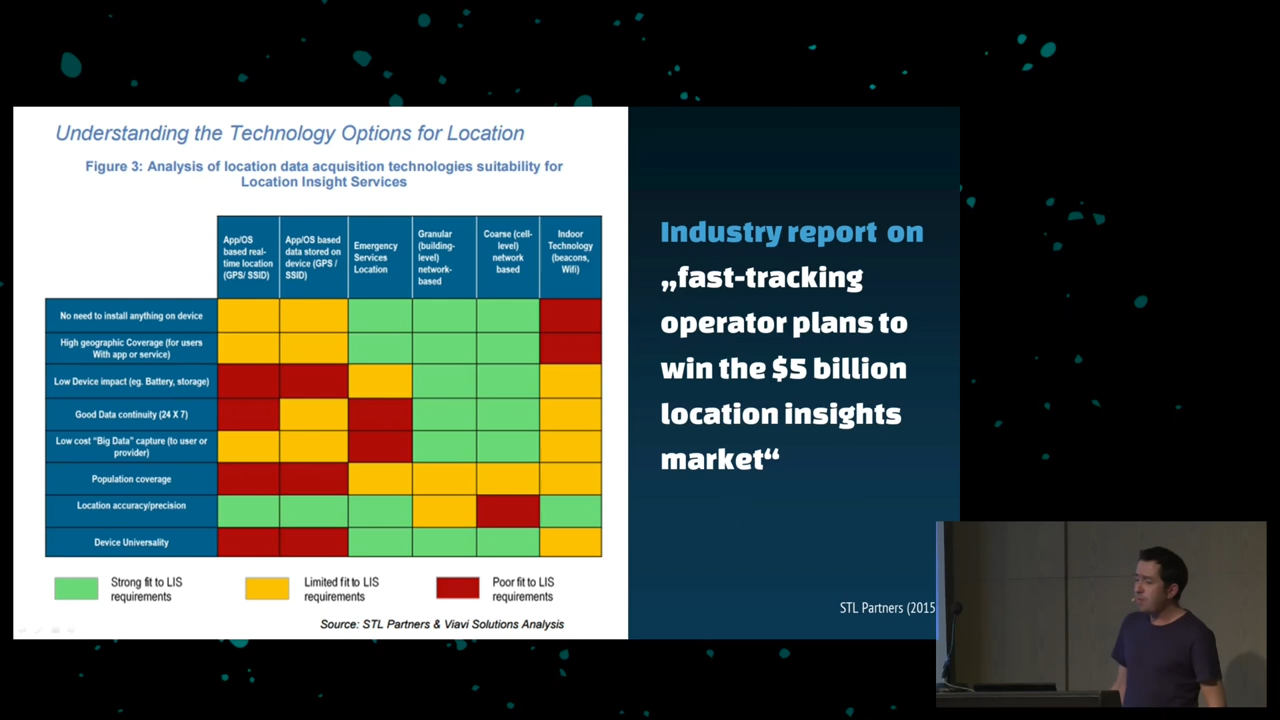 Understanding the Technology Options for Location
Figure 3: Analysis of location data acquisition technologies suitability for
Location Insight Services
App/OS
based real-
time location
(GPS/ SSID)
App/OS based
data stored on
device (GPS /
SSID)
Emergency
Services
Location
Granular
(building-
level)
network-
based
Coarse (cell-
level)
network
based
Indoor
Technology
(beacons,
Wifi)
No need to install anything on device
High geographic Coverage (for users
With app or service)
Low Device impact (eg. Battery, storage)
Good Data continuity (24 X 7)
Low cost “Big Data” capture (to user or
provider)
Population coverage
Location accuracy/precision
Device Universality
Strong fit to LIS
requirements
Limited fit to LIS
requirements
Poor fit to LIS
requirements
Source: STL Partners & Viavi Solutions Analysis
Industry report on
„fast-tracking
operator plans to
win the $5 billion
location insights
market“
STL Partners (2015